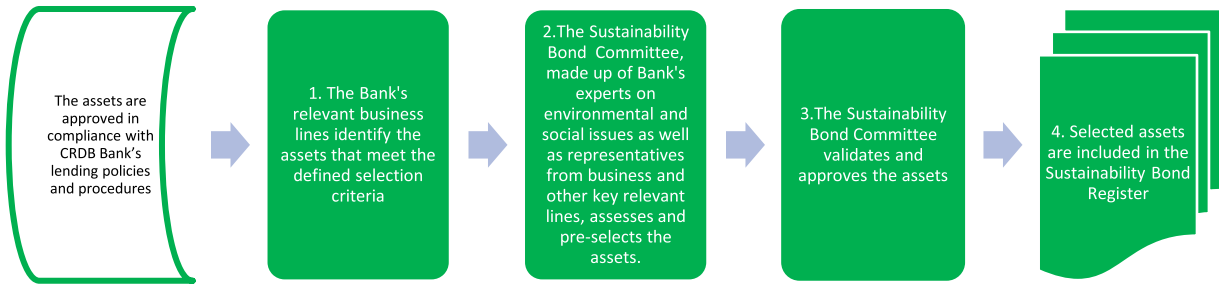 The assets are
approved in
compliance with
CRDB Bank’s
lending policies
and procedures
1. The Bank's
relevant business
lines identify the
assets that meet the
defined selection
criteria
2.The Sustainability
Bond Committee,
made up of Bank's
experts on
environmental and
social issues as well
as representatives
from business and
other key relevant
lines, assesses and
pre-selects the
assets.
3.The Sustainability
Bond Committee
validates and
approves the assets
4. Selected assets
are included in the
Sustainability Bond
Register